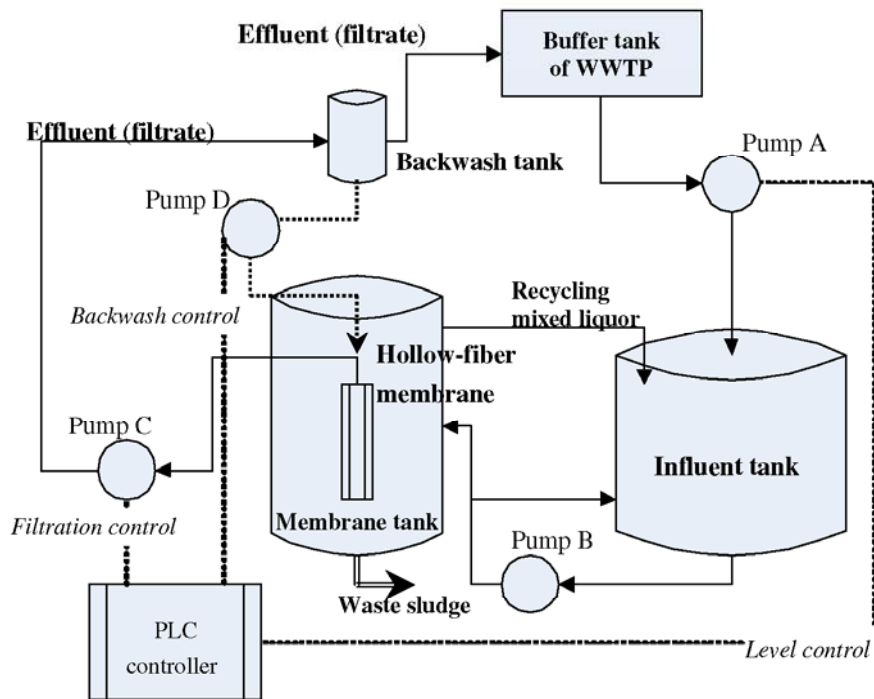 Effluent (filtrate)
Buffer tank
of WWTP
Effluent (filtrate)
Backwash tank
Pump A
Pump D
Backwash control
Recycling
mixed liquor
Hollow-fiber
membrane
Pump C
Influent tank
Filtration control
Membrane tank
Pump B
Waste sludge
PLC
controller
Level control